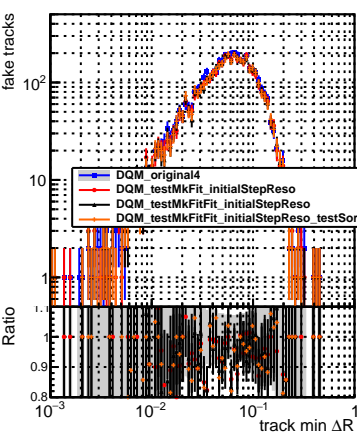 fake tracks
10²
10
1
DQM_original4
DQM_testMkFit_initialStepReso
DQM_testMkFitFit_initialStepReso
DQM_testMkFitFit_initialStepReso_testSor
Ratio
1.1
1
0.9
0.8
10⁻³ 10⁻² 10⁻¹ 1
track min ΔR